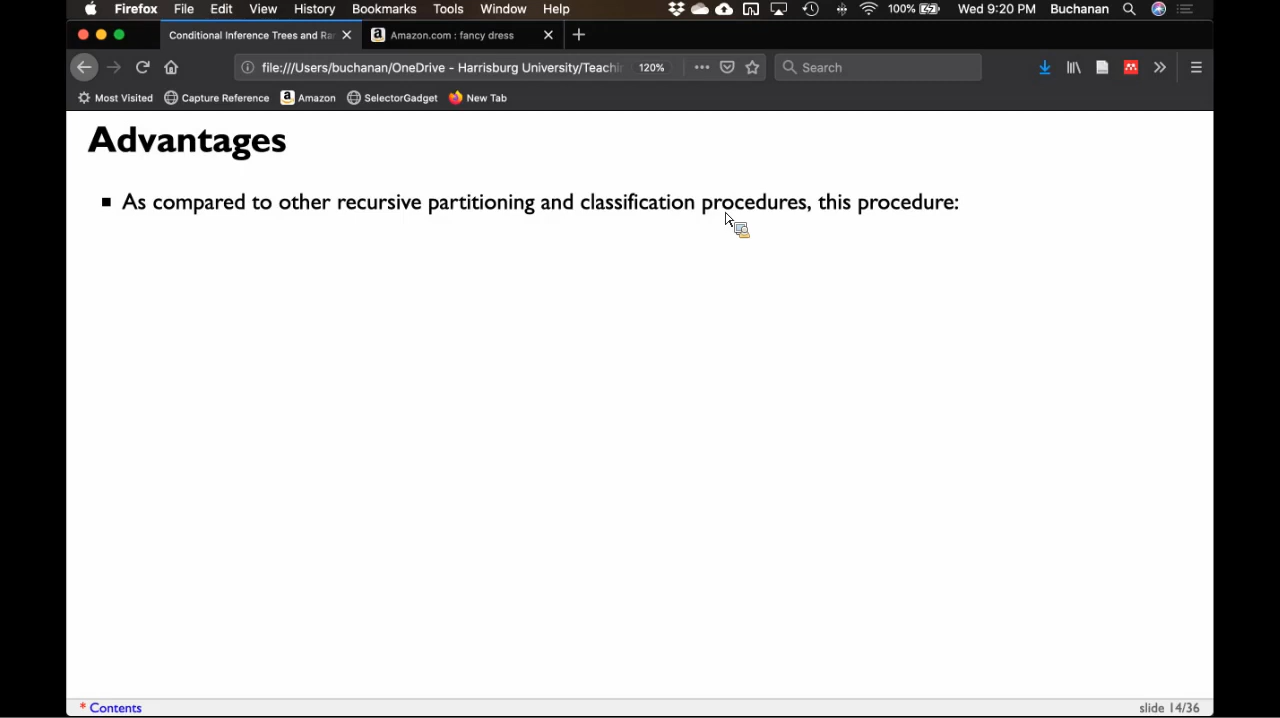 Firefox File Edit View History Bookmarks Tools Window Help 100% Wed 9:20 PM Buchanan
Conditional Inference Trees and Ra Amazon.com : fancy dress
file:///Users/buchanan/OneDrive - Harrisburg University/Teachi 120% Search
Most Visited Capture Reference Amazon SelectorGadget New Tab
Advantages
As compared to other recursive partitioning and classification procedures, this procedure:
* Contents slide 14/36